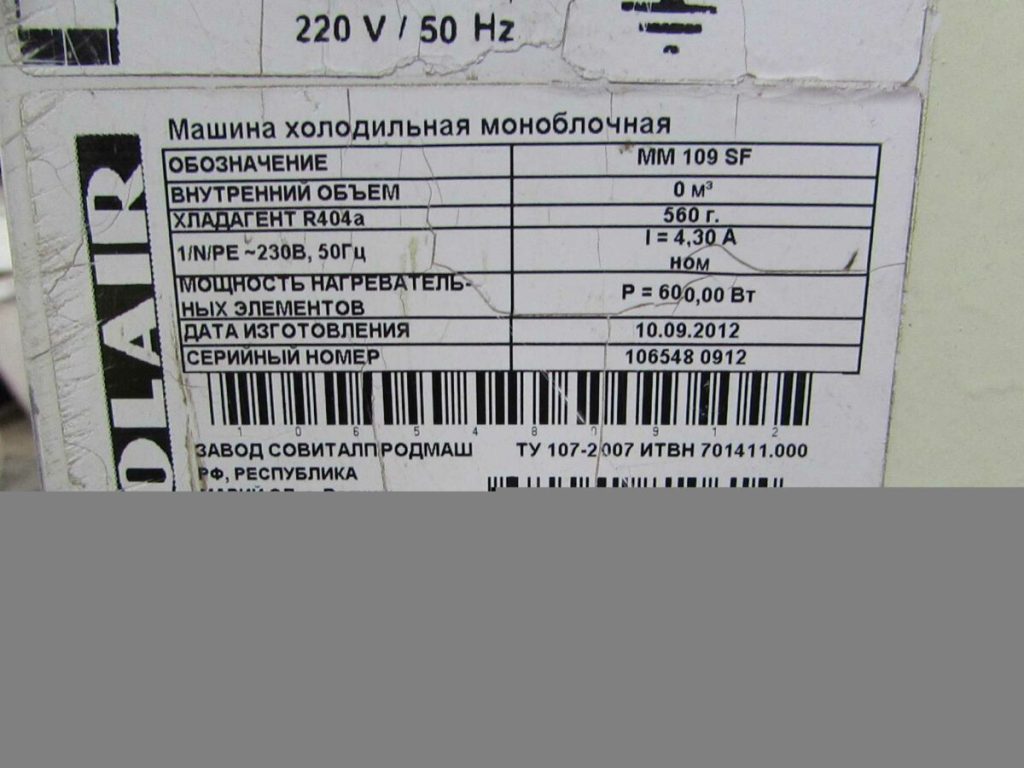 220 V / 50 Hz
Машина холодильная моноблочная
ОБОЗНАЧЕНИЕ MM 109 SF
ВНУТРЕННИЙ ОБЪЕМ 0 м³
ХЛАДАГЕНТ R404a 560 г.
1/N/PE ~230В, 50Гц I = 4,30 А
ном
МОЩНОСТЬ НАГРЕВАТЕЛЬ-
НЫХ ЭЛЕМЕНТОВ P = 600,00 Вт
ДАТА ИЗГОТОВЛЕНИЯ 10.09.2012
СЕРИЙНЫЙ НОМЕР 106548 0912
1 0 6 5 4 8 0 9 1 2
ЗАВОД СОВИТАЛПРОДМАШ ТУ 107-2007 ИТВН 701411.000
РФ, РЕСПУБЛИКА
OLAIR